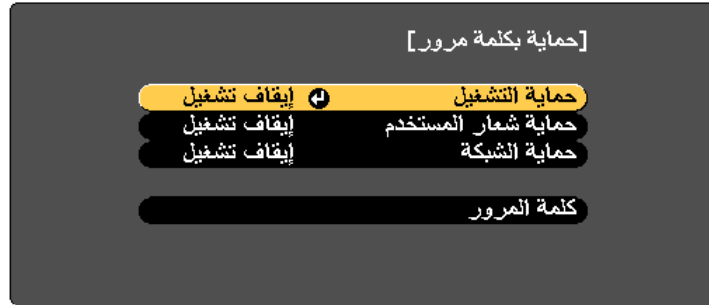 [حماية بكلمة مرور]
حماية التشغيل إيقاف تشغيل
حماية شعار المستخدم إيقاف تشغيل
حماية الشبكة إيقاف تشغيل
كلمة المرور